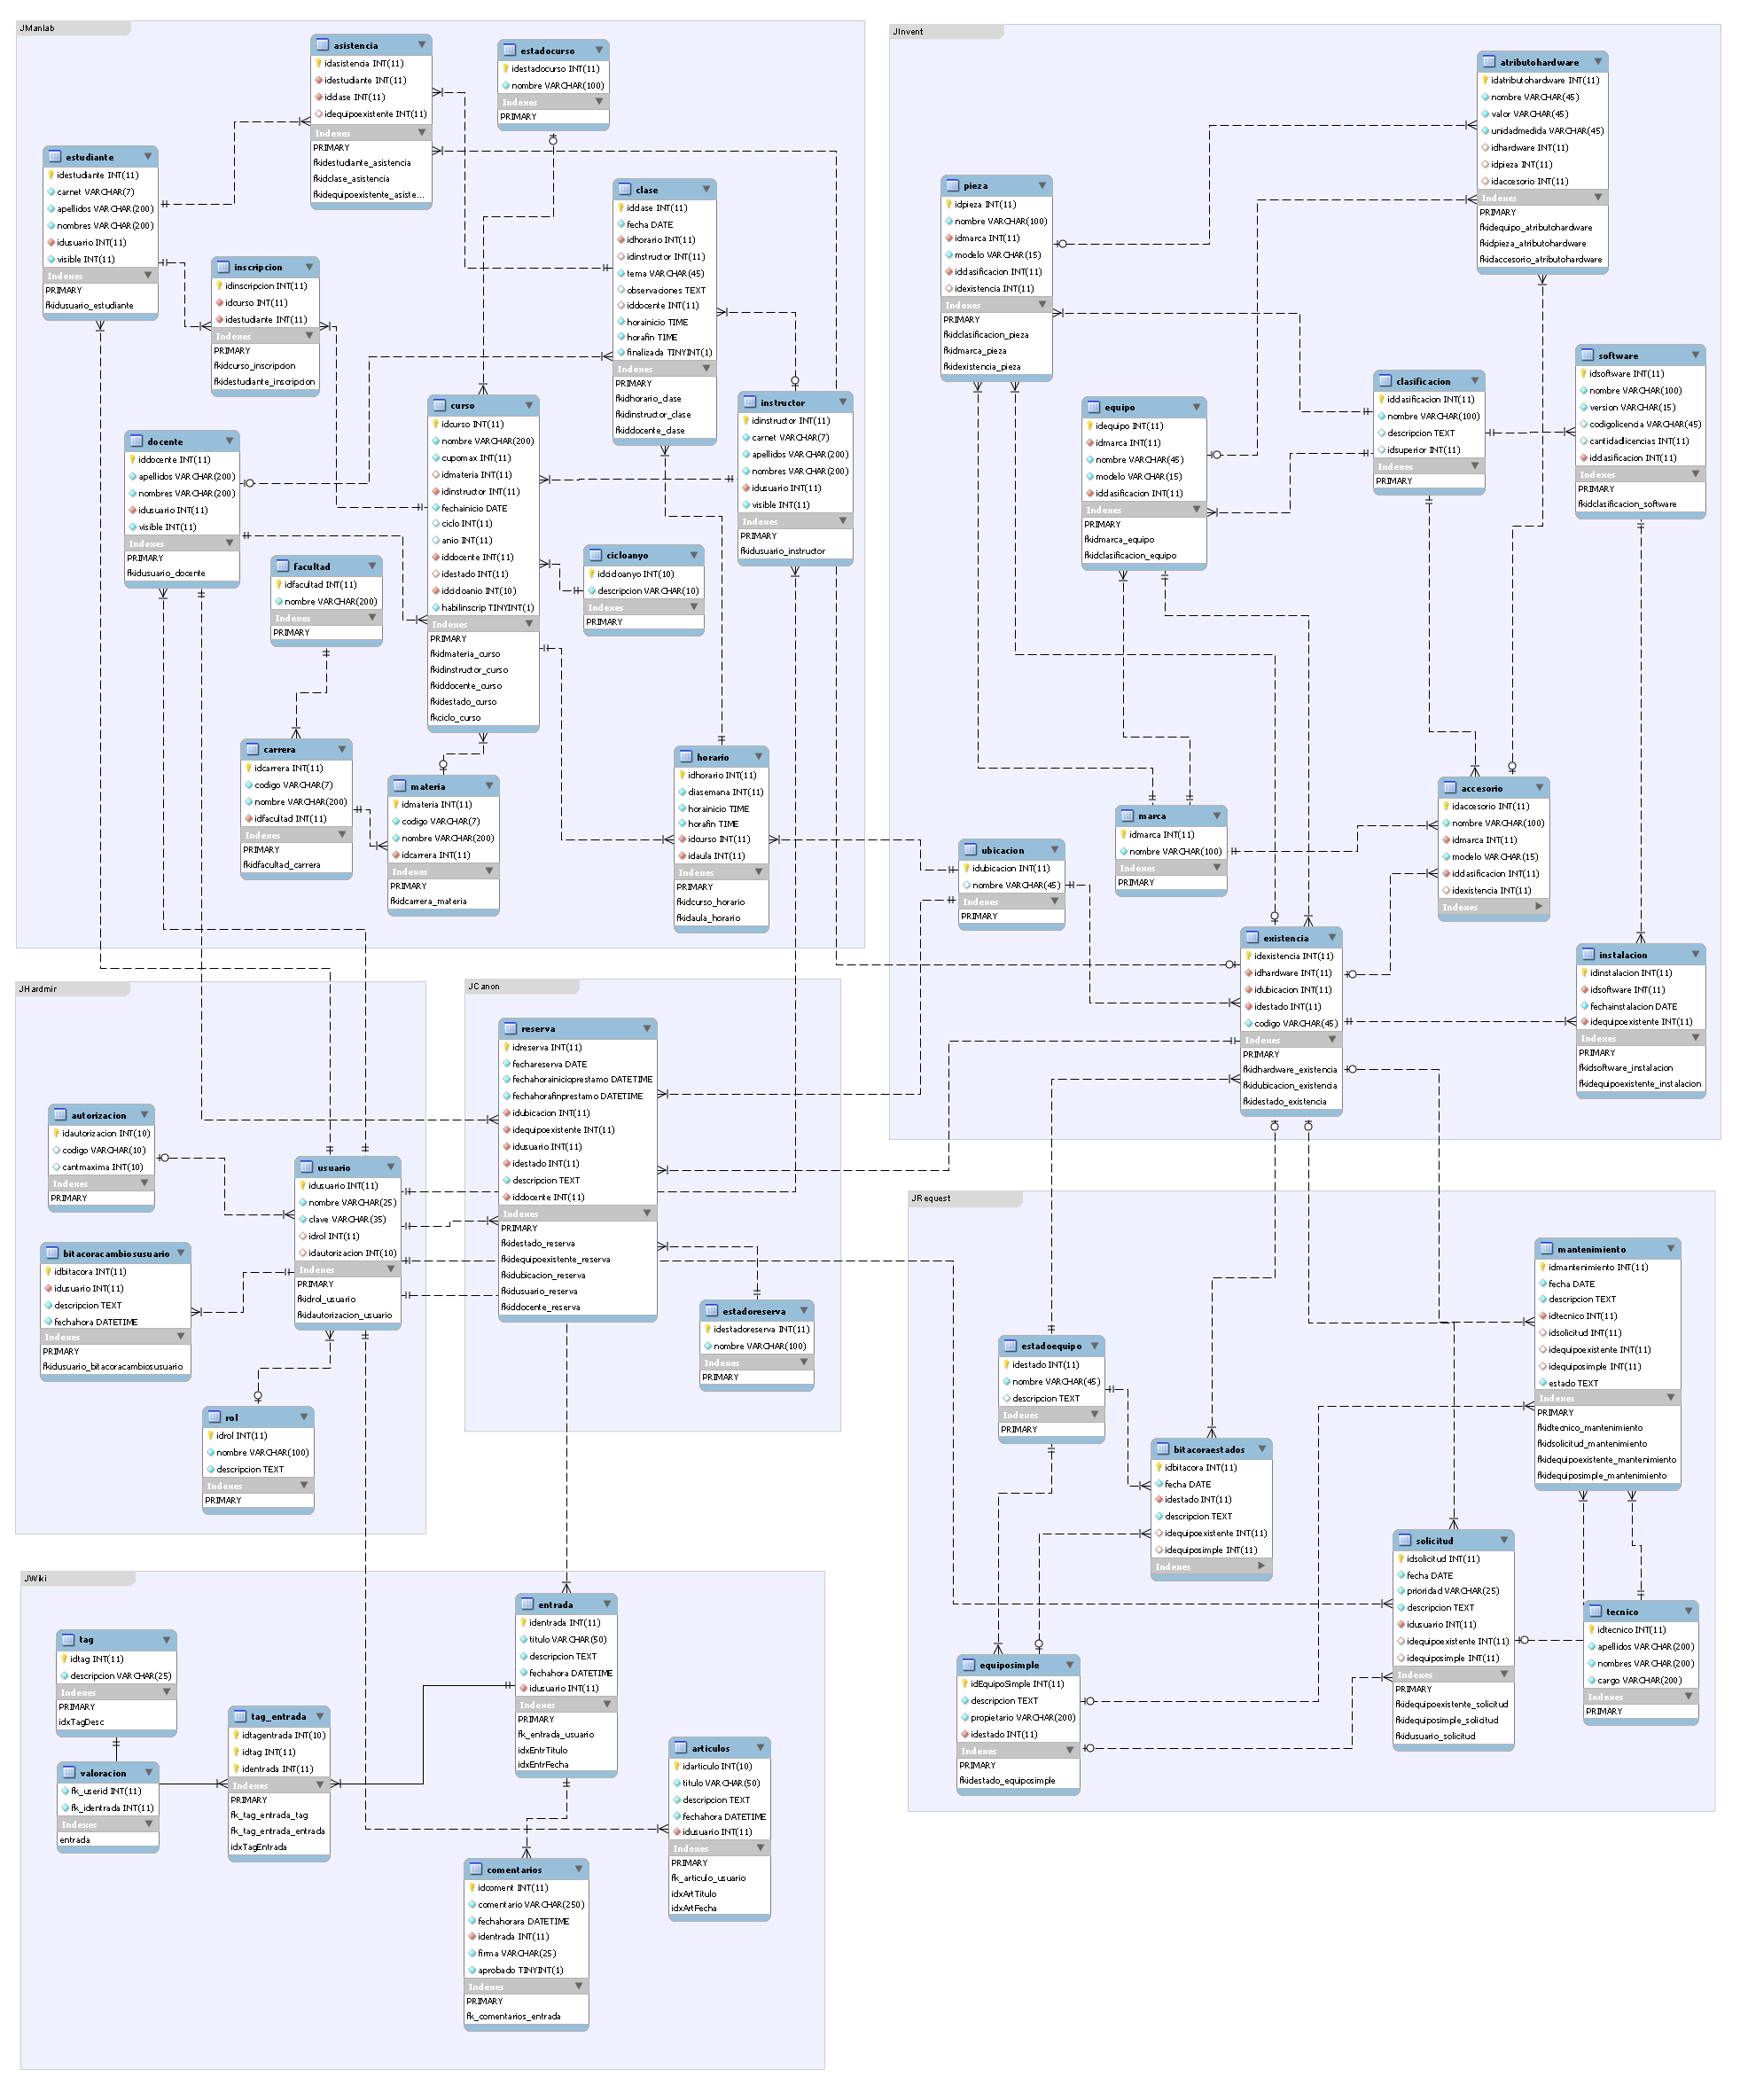 JManlab
asistencia
idasistencia INT(11)
idestudiante INT(11)
idclase INT(11)
idequipoexistente INT(11)
Indexes
PRIMARY
fkidestudiante_asistencia
fkidclase_asistencia
fkidequipoexistente_asiste...
estadocurso
idestadocurso INT(11)
nombre VARCHAR(100)
Indexes
PRIMARY
estudiante
idestudiante INT(11)
carnet VARCHAR(7)
apellidos VARCHAR(200)
nombres VARCHAR(200)
idusuario INT(11)
visible INT(11)
Indexes
PRIMARY
fkidusuario_estudiante
inscripcion
idinscripcion INT(11)
idcurso INT(11)
idestudiante INT(11)
Indexes
PRIMARY
fkidcurso_inscripcion
fkidestudiante_inscripcion
clase
idclase INT(11)
fecha DATE
idhorario INT(11)
idinstructor INT(11)
tema VARCHAR(45)
observaciones TEXT
iddocente INT(11)
horainicio TIME
horafin TIME
finalizada TINYINT(1)
Indexes
PRIMARY
fkidhorario_clase
fkidinstructor_clase
fkiddocente_clase
curso
idcurso INT(11)
nombre VARCHAR(200)
cupomax INT(11)
idmateria INT(11)
idinstructor INT(11)
fechainicio DATE
ciclo INT(11)
anio INT(11)
iddocente INT(11)
idestado INT(11)
idcicloanio INT(10)
habilinscrip TINYINT(1)
Indexes
PRIMARY
fkidmateria_curso
fkidinstructor_curso
fkiddocente_curso
fkidestado_curso
fkciclo_curso
instructor
idinstructor INT(11)
carnet VARCHAR(7)
apellidos VARCHAR(200)
nombres VARCHAR(200)
idusuario INT(11)
visible INT(11)
Indexes
PRIMARY
fkidusuario_instructor
docente
iddocente INT(11)
apellidos VARCHAR(200)
nombres VARCHAR(200)
idusuario INT(11)
visible INT(11)
Indexes
PRIMARY
fkidusuario_docente
facultad
idfacultad INT(11)
nombre VARCHAR(200)
Indexes
PRIMARY
cicloanyo
idcicloanyo INT(10)
descripcion VARCHAR(10)
Indexes
PRIMARY
carrera
idcarrera INT(11)
codigo VARCHAR(7)
nombre VARCHAR(200)
idfacultad INT(11)
Indexes
PRIMARY
fkidfacultad_carrera
materia
idmateria INT(11)
codigo VARCHAR(7)
nombre VARCHAR(200)
idcarrera INT(11)
Indexes
PRIMARY
fkidcarrera_materia
horario
idhorario INT(11)
diasemana INT(11)
horainicio TIME
horafin TIME
idcurso INT(11)
idaula INT(11)
Indexes
PRIMARY
fkidcurso_horario
fkidaula_horario
JInvent
atributohardware
idatributohardware INT(11)
nombre VARCHAR(45)
valor VARCHAR(45)
unidadmedida VARCHAR(45)
idhardware INT(11)
idpieza INT(11)
idaccesorio INT(11)
Indexes
PRIMARY
fkidequipo_atributohardware
fkidpieza_atributohardware
fkidaccesorio_atributohardware
pieza
idpieza INT(11)
nombre VARCHAR(100)
idmarca INT(11)
modelo VARCHAR(15)
idclasificacion INT(11)
idexistencia INT(11)
Indexes
PRIMARY
fkidclasificacion_pieza
fkidmarca_pieza
fkidexistencia_pieza
software
idsoftware INT(11)
nombre VARCHAR(100)
version VARCHAR(15)
codigolicencia VARCHAR(45)
cantidadlicencias INT(11)
idclasificacion INT(11)
Indexes
PRIMARY
fkidclasificacion_software
clasificacion
idclasificacion INT(11)
nombre VARCHAR(100)
descripcion TEXT
idsuperior INT(11)
Indexes
PRIMARY
equipo
idequipo INT(11)
idmarca INT(11)
nombre VARCHAR(45)
modelo VARCHAR(15)
idclasificacion INT(11)
Indexes
PRIMARY
fkidmarca_equipo
fkidclasificacion_equipo
accesorio
idaccesorio INT(11)
nombre VARCHAR(100)
idmarca INT(11)
modelo VARCHAR(15)
idclasificacion INT(11)
idexistencia INT(11)
Indexes
marca
idmarca INT(11)
nombre VARCHAR(100)
Indexes
PRIMARY
ubicacion
idubicacion INT(11)
nombre VARCHAR(45)
Indexes
PRIMARY
existencia
idexistencia INT(11)
idhardware INT(11)
idubicacion INT(11)
idestado INT(11)
codigo VARCHAR(45)
Indexes
PRIMARY
fkidhardware_existencia
fkidubicacion_existencia
fkidestado_existencia
instalacion
idinstalacion INT(11)
idsoftware INT(11)
fechainstalacion DATE
idequipoexistente INT(11)
Indexes
PRIMARY
fkidsoftware_instalacion
fkidequipoexistente_instalacion
JHardmir
autorizacion
idautorizacion INT(10)
codigo VARCHAR(10)
cantmaxima INT(10)
Indexes
PRIMARY
usuario
idusuario INT(11)
nombre VARCHAR(25)
clave VARCHAR(35)
idrol INT(11)
idautorizacion INT(10)
Indexes
PRIMARY
fkidrol_usuario
fkidautorizacion_usuario
bitacoracambiosusuario
idbitacora INT(11)
idusuario INT(11)
descripcion TEXT
fechahora DATETIME
Indexes
PRIMARY
fkidusuario_bitacoracambiosusuario
rol
idrol INT(11)
nombre VARCHAR(100)
descripcion TEXT
Indexes
PRIMARY
JCanon
reserva
idreserva INT(11)
fechareserva DATE
fechahorainicioprestamo DATETIME
fechahorafinprestamo DATETIME
idubicacion INT(11)
idequipoexistente INT(11)
idusuario INT(11)
idestado INT(11)
descripcion TEXT
iddocente INT(11)
Indexes
PRIMARY
fkidestado_reserva
fkidequipoexistente_reserva
fkidubicacion_reserva
fkidusuario_reserva
fkiddocente_reserva
estadoreserva
idestadoreserva INT(11)
nombre VARCHAR(100)
Indexes
PRIMARY
JRequest
mantenimiento
idmantenimiento INT(11)
fecha DATE
descripcion TEXT
idtecnico INT(11)
idsolicitud INT(11)
idequipoexistente INT(11)
idequiposimple INT(11)
estado TEXT
Indexes
PRIMARY
fkidtecnico_mantenimiento
fkidsolicitud_mantenimiento
fkidequipoexistente_mantenimiento
fkidequiposimple_mantenimiento
estadoequipo
idestado INT(11)
nombre VARCHAR(45)
descripcion TEXT
Indexes
PRIMARY
bitacoraestados
idbitacora INT(11)
fecha DATE
idestado INT(11)
descripcion TEXT
idequipoexistente INT(11)
idequiposimple INT(11)
Indexes
solicitud
idsolicitud INT(11)
fecha DATE
prioridad VARCHAR(25)
descripcion TEXT
idusuario INT(11)
idequipoexistente INT(11)
idequiposimple INT(11)
Indexes
PRIMARY
fkidequipoexistente_solicitud
fkidequiposimple_solicitud
fkidusuario_solicitud
tecnico
idtecnico INT(11)
apellidos VARCHAR(200)
nombres VARCHAR(200)
cargo VARCHAR(200)
Indexes
PRIMARY
equiposimple
idEquipoSimple INT(11)
descripcion TEXT
propietario VARCHAR(200)
idestado INT(11)
Indexes
PRIMARY
fkidestado_equiposimple
JWiki
entrada
identrada INT(11)
titulo VARCHAR(50)
descripcion TEXT
fechahora DATETIME
idusuario INT(11)
Indexes
PRIMARY
fk_entrada_usuario
idxEntrTitulo
idxEntrFecha
tag
idtag INT(11)
descripcion VARCHAR(25)
Indexes
PRIMARY
idxTagDesc
tag_entrada
idtagentrada INT(10)
idtag INT(11)
identrada INT(11)
Indexes
PRIMARY
fk_tag_entrada_tag
fk_tag_entrada_entrada
idxTagEntrada
valoracion
fk_userid INT(11)
fk_identrada INT(11)
Indexes
entrada
articulos
idarticulo INT(10)
titulo VARCHAR(50)
descripcion TEXT
fechahora DATETIME
idusuario INT(11)
Indexes
PRIMARY
fk_articulo_usuario
idxArtTitulo
idxArtFecha
comentarios
idcoment INT(11)
comentario VARCHAR(250)
fechahorara DATETIME
identrada INT(11)
firma VARCHAR(25)
aprobado TINYINT(1)
Indexes
PRIMARY
fk_comentarios_entrada